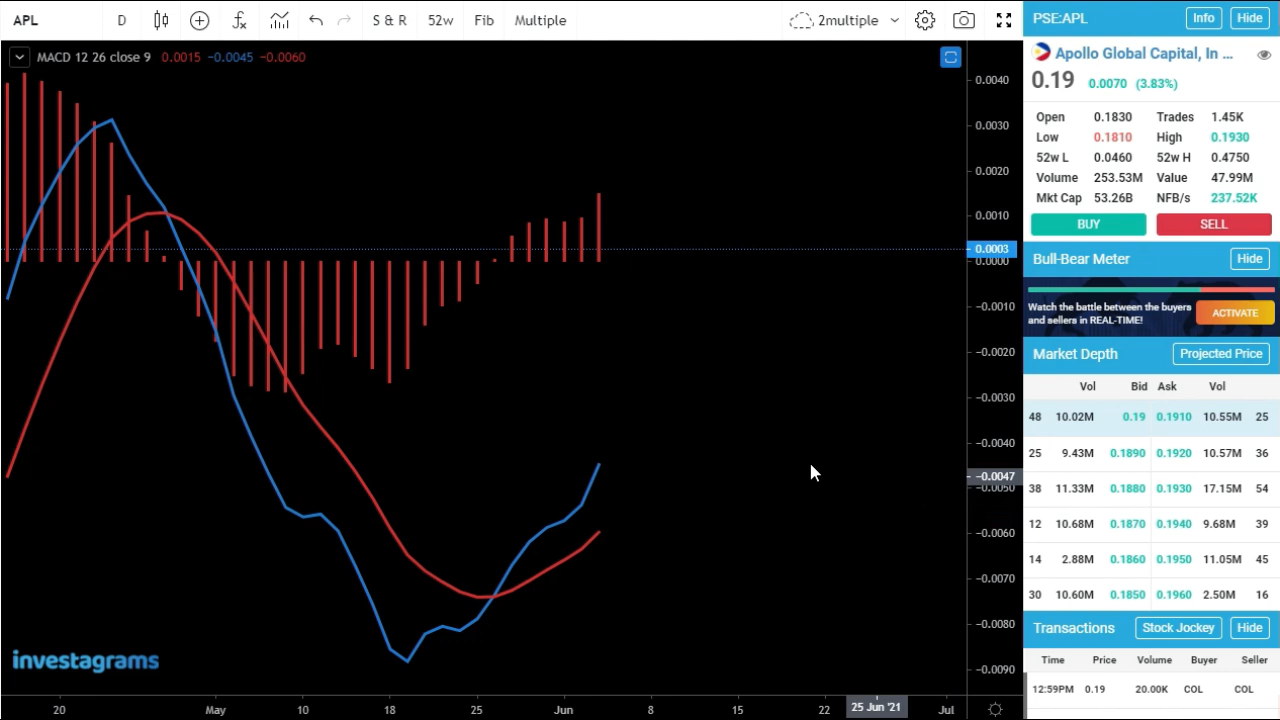 APL D S & R 52w Fib Multiple 2multiple
MACD 12 26 close 9 0.0015 −0.0045 −0.0060
0.0040
0.0030
0.0020
0.0010
0.0003
0.0000
−0.0010
−0.0020
−0.0030
−0.0040
−0.0047
−0.0050
−0.0060
−0.0070
−0.0080
−0.0090
investagrams
20 May 10 18 25 Jun 8 15 22 25 Jun '21 Jul
PSE:APL Info Hide
Apollo Global Capital, In ...
0.19 0.0070 (3.83%)
Open 0.1830 Trades 1.45K
Low 0.1810 High 0.1930
52w L 0.0460 52w H 0.4750
Volume 253.53M Value 47.99M
Mkt Cap 53.26B NFB/s 237.52K
BUY SELL
Bull-Bear Meter Hide
Watch the battle between the buyers
and sellers in REAL-TIME!
ACTIVATE
Market Depth Projected Price
Vol Bid Ask Vol
48 10.02M 0.19 0.1910 10.55M 25
25 9.43M 0.1890 0.1920 10.57M 36
38 11.33M 0.1880 0.1930 17.15M 54
12 10.68M 0.1870 0.1940 9.68M 39
14 2.88M 0.1860 0.1950 11.05M 45
30 10.60M 0.1850 0.1960 2.50M 16
Transactions Stock Jockey Hide
Time Price Volume Buyer Seller
12:59PM 0.19 20.00K COL COL